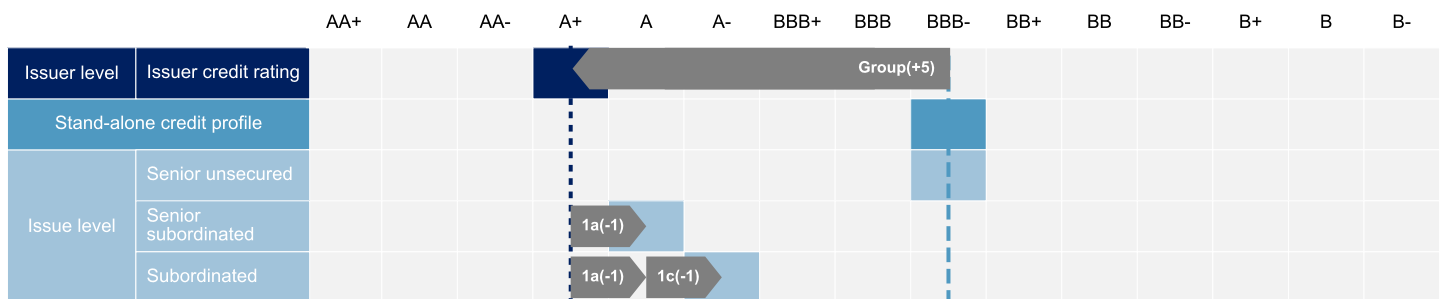 AA+ AA AA- A+ A A- BBB+ BBB BBB- BB+ BB BB- B+ B B-
Issuer level Issuer credit rating Group(+5)
Stand-alone credit profile
Issue level
Senior unsecured
Senior
subordinated
1a(-1)
Subordinated
1a(-1) 1c(-1)